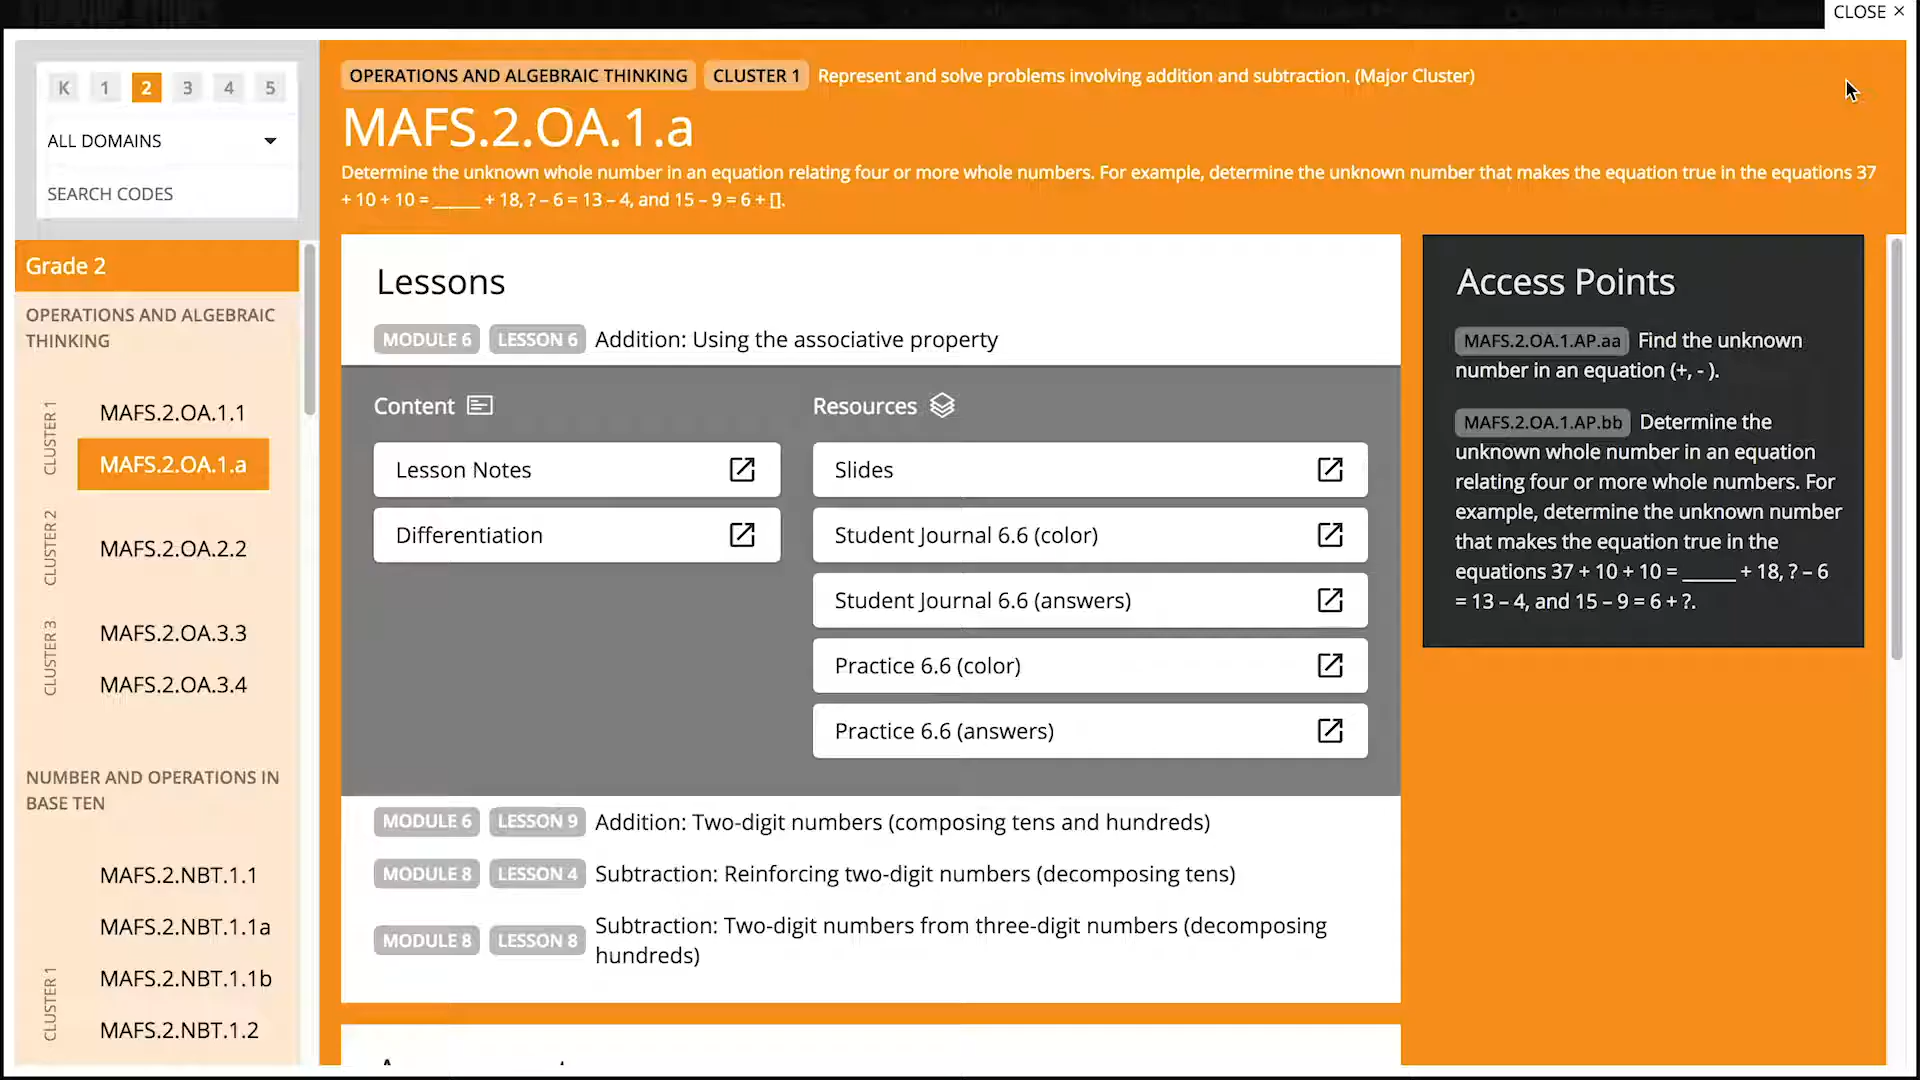 CLOSE ×
K 1 2 3 4 5
ALL DOMAINS
SEARCH CODES
Grade 2
OPERATIONS AND ALGEBRAIC
THINKING
CLUSTER 1
MAFS.2.OA.1.1
MAFS.2.OA.1.a
CLUSTER 2
MAFS.2.OA.2.2
CLUSTER 3
MAFS.2.OA.3.3
MAFS.2.OA.3.4
NUMBER AND OPERATIONS IN
BASE TEN
CLUSTER 1
MAFS.2.NBT.1.1
MAFS.2.NBT.1.1a
MAFS.2.NBT.1.1b
MAFS.2.NBT.1.2
OPERATIONS AND ALGEBRAIC THINKING CLUSTER 1 Represent and solve problems involving addition and subtraction. (Major Cluster)
MAFS.2.OA.1.a
Determine the unknown whole number in an equation relating four or more whole numbers. For example, determine the unknown number that makes the equation true in the equations 37
+ 10 + 10 = _____ + 18, ? – 6 = 13 – 4, and 15 – 9 = 6 + [].
Lessons
MODULE 6 LESSON 6 Addition: Using the associative property
Content
Lesson Notes
Differentiation
Resources
Slides
Student Journal 6.6 (color)
Student Journal 6.6 (answers)
Practice 6.6 (color)
Practice 6.6 (answers)
MODULE 6 LESSON 9 Addition: Two-digit numbers (composing tens and hundreds)
MODULE 8 LESSON 4 Subtraction: Reinforcing two-digit numbers (decomposing tens)
MODULE 8 LESSON 8 Subtraction: Two-digit numbers from three-digit numbers (decomposing
hundreds)
Access Points
MAFS.2.OA.1.AP.aa Find the unknown
number in an equation (+, - ).
MAFS.2.OA.1.AP.bb Determine the
unknown whole number in an equation
relating four or more whole numbers. For
example, determine the unknown number
that makes the equation true in the
equations 37 + 10 + 10 = _____ + 18, ? – 6
= 13 – 4, and 15 – 9 = 6 + ?.